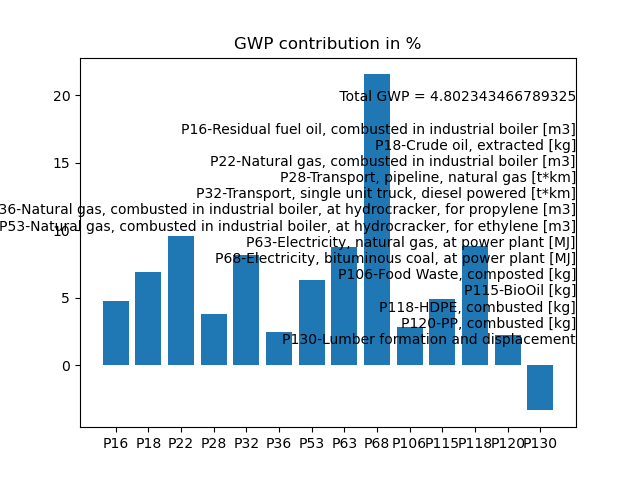 GWP contribution in %
20
Total GWP = 4.802343466789325
P16-Residual fuel oil, combusted in industrial boiler [m3]
P18-Crude oil, extracted [kg]
15
P22-Natural gas, combusted in industrial boiler [m3]
P28-Transport, pipeline, natural gas [t*km]
P32-Transport, single unit truck, diesel powered [t*km]
36-Natural gas, combusted in industrial boiler, at hydrocracker, for propylene [m3]
P53-Natural gas, combusted in industrial boiler, at hydrocracker, for ethylene [m3]
10
P63-Electricity, natural gas, at power plant [MJ]
P68-Electricity, bituminous coal, at power plant [MJ]
P106-Food Waste, composted [kg]
P115-BioOil [kg]
5
P118-HDPE, combusted [kg]
P120-PP, combusted [kg]
P130-Lumber formation and displacement
0
P16 P18 P22 P28 P32 P36 P53 P63 P68 P106 P115 P118 P120 P130